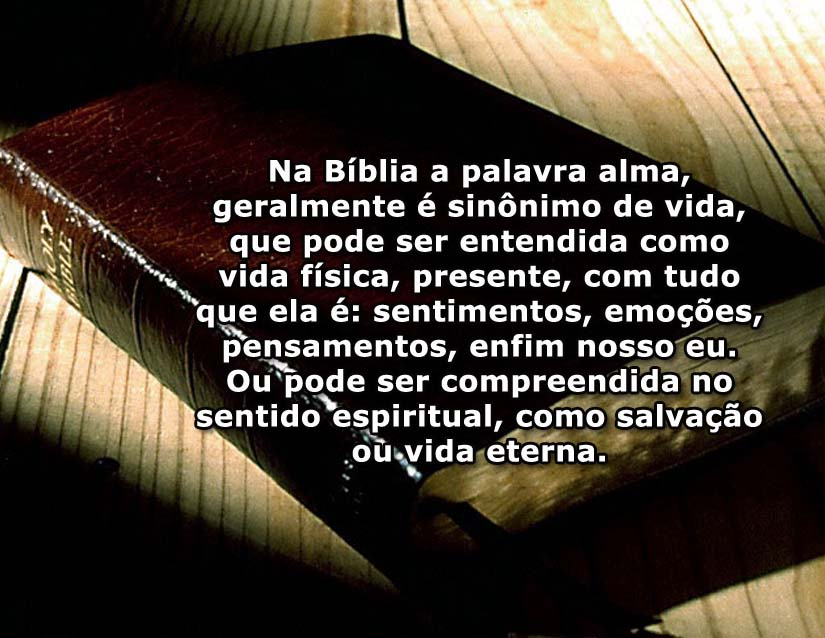 HOLY
BIBLE
Na Bíblia a palavra alma,
geralmente é sinônimo de vida,
que pode ser entendida como
vida física, presente, com tudo
que ela é: sentimentos, emoções,
pensamentos, enfim nosso eu.
Ou pode ser compreendida no
sentido espiritual, como salvação
ou vida eterna.